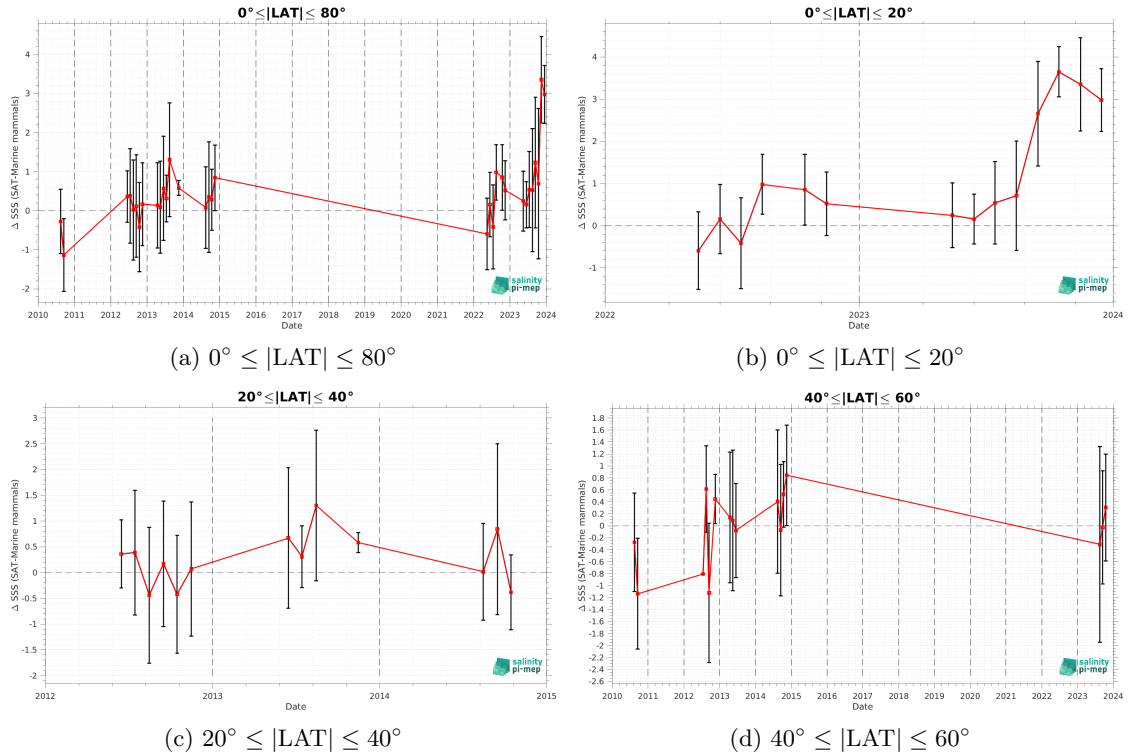 0°≤|LAT|≤ 80°
Δ SSS (SAT-Marine mammals)
4
3
2
1
0
-1
-2
2010 2011 2012 2013 2014 2015 2016 2017 2018 2019 2020 2021 2022 2023 2024
Date
salinity
pi-mep
(a) 0° ≤ |LAT| ≤ 80°
0°≤|LAT|≤ 20°
Δ SSS (SAT-Marine mammals)
4
3
2
1
0
-1
2022 2023 2024
Date
salinity
pi-mep
(b) 0° ≤ |LAT| ≤ 20°
20°≤|LAT|≤ 40°
Δ SSS (SAT-Marine mammals)
3
2.5
2
1.5
1
0.5
0
-0.5
-1
-1.5
-2
2012 2013 2014 2015
Date
salinity
pi-mep
(c) 20° ≤ |LAT| ≤ 40°
40°≤|LAT|≤ 60°
Δ SSS (SAT-Marine mammals)
1.8
1.6
1.4
1.2
1
0.8
0.6
0.4
0.2
0
-0.2
-0.4
-0.6
-0.8
-1
-1.2
-1.4
-1.6
-1.8
-2
-2.2
-2.4
-2.6
2010 2011 2012 2013 2014 2015 2016 2017 2018 2019 2020 2021 2022 2023 2024
Date
salinity
pi-mep
(d) 40° ≤ |LAT| ≤ 60°